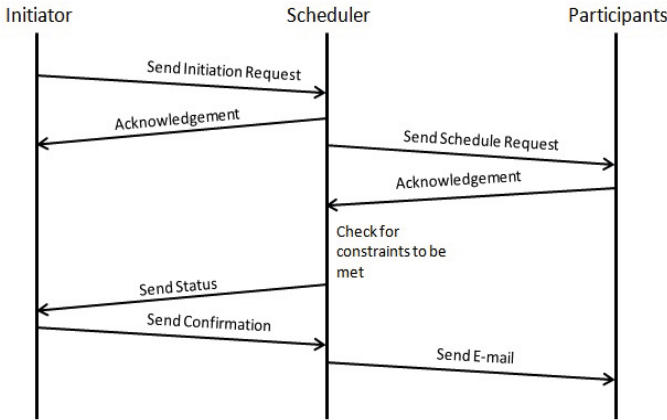 Initiator
Scheduler
Participants
Send Initiation Request
Acknowledgement
Send Schedule Request
Acknowledgement
Check for
constraints to be
met
Send Status
Send Confirmation
Send E-mail